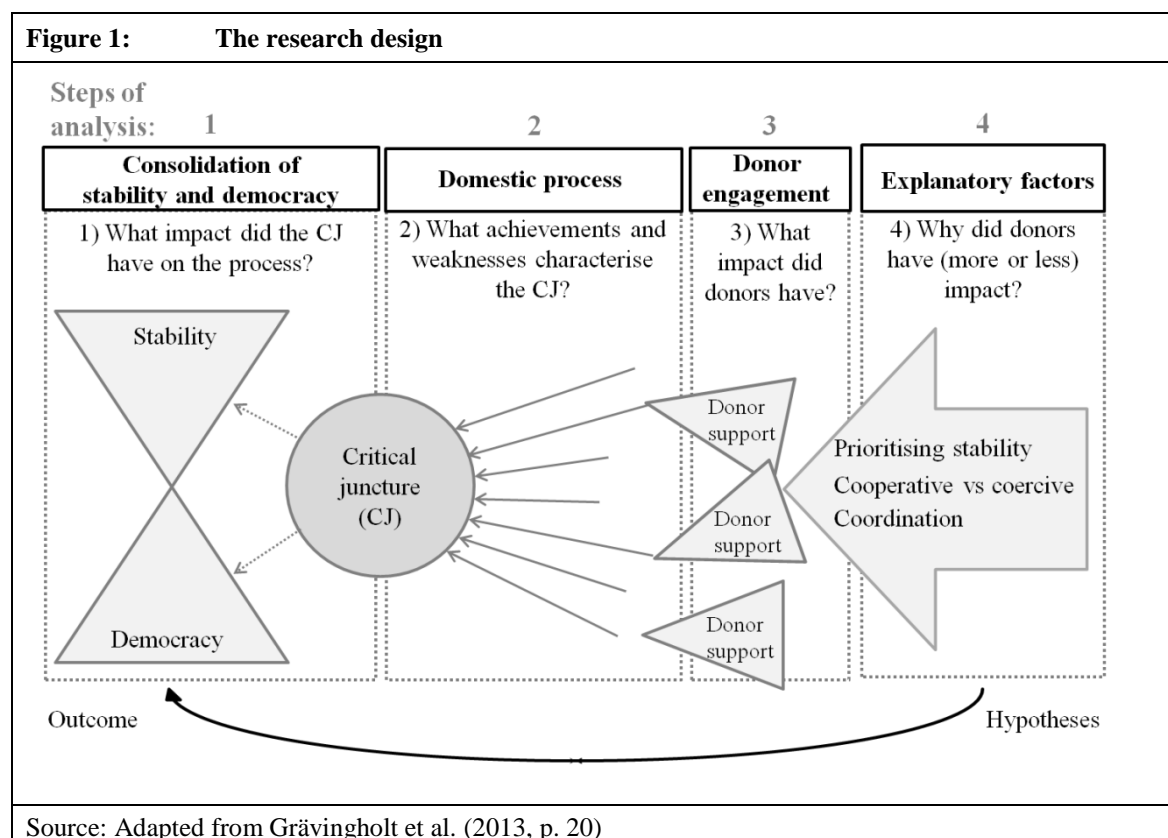 Figure 1: The research design
Steps of
analysis: 1 2 3 4
Consolidation of
stability and democracy
Domestic process
Donor
engagement
Explanatory factors
1) What impact did the CJ
have on the process?
2) What achievements and
weaknesses characterise
the CJ?
3) What
impact did
donors have?
4) Why did donors
have (more or less)
impact?
Stability
Democracy
Critical
juncture
(CJ)
Donor
support
Donor
support
Donor
support
Prioritising stability
Cooperative vs coercive
Coordination
Outcome
Hypotheses
Source: Adapted from Grävingholt et al. (2013, p. 20)